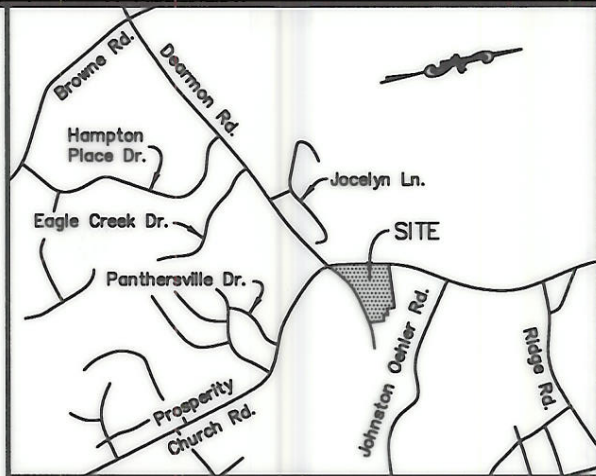 Browne Rd.
Dearmon Rd.
Hampton
Place Dr.
Jocelyn Ln.
Eagle Creek Dr.
SITE
Panthersville Dr.
Johnston Oehler Rd.
Ridge Rd.
Prosperity
Church Rd.